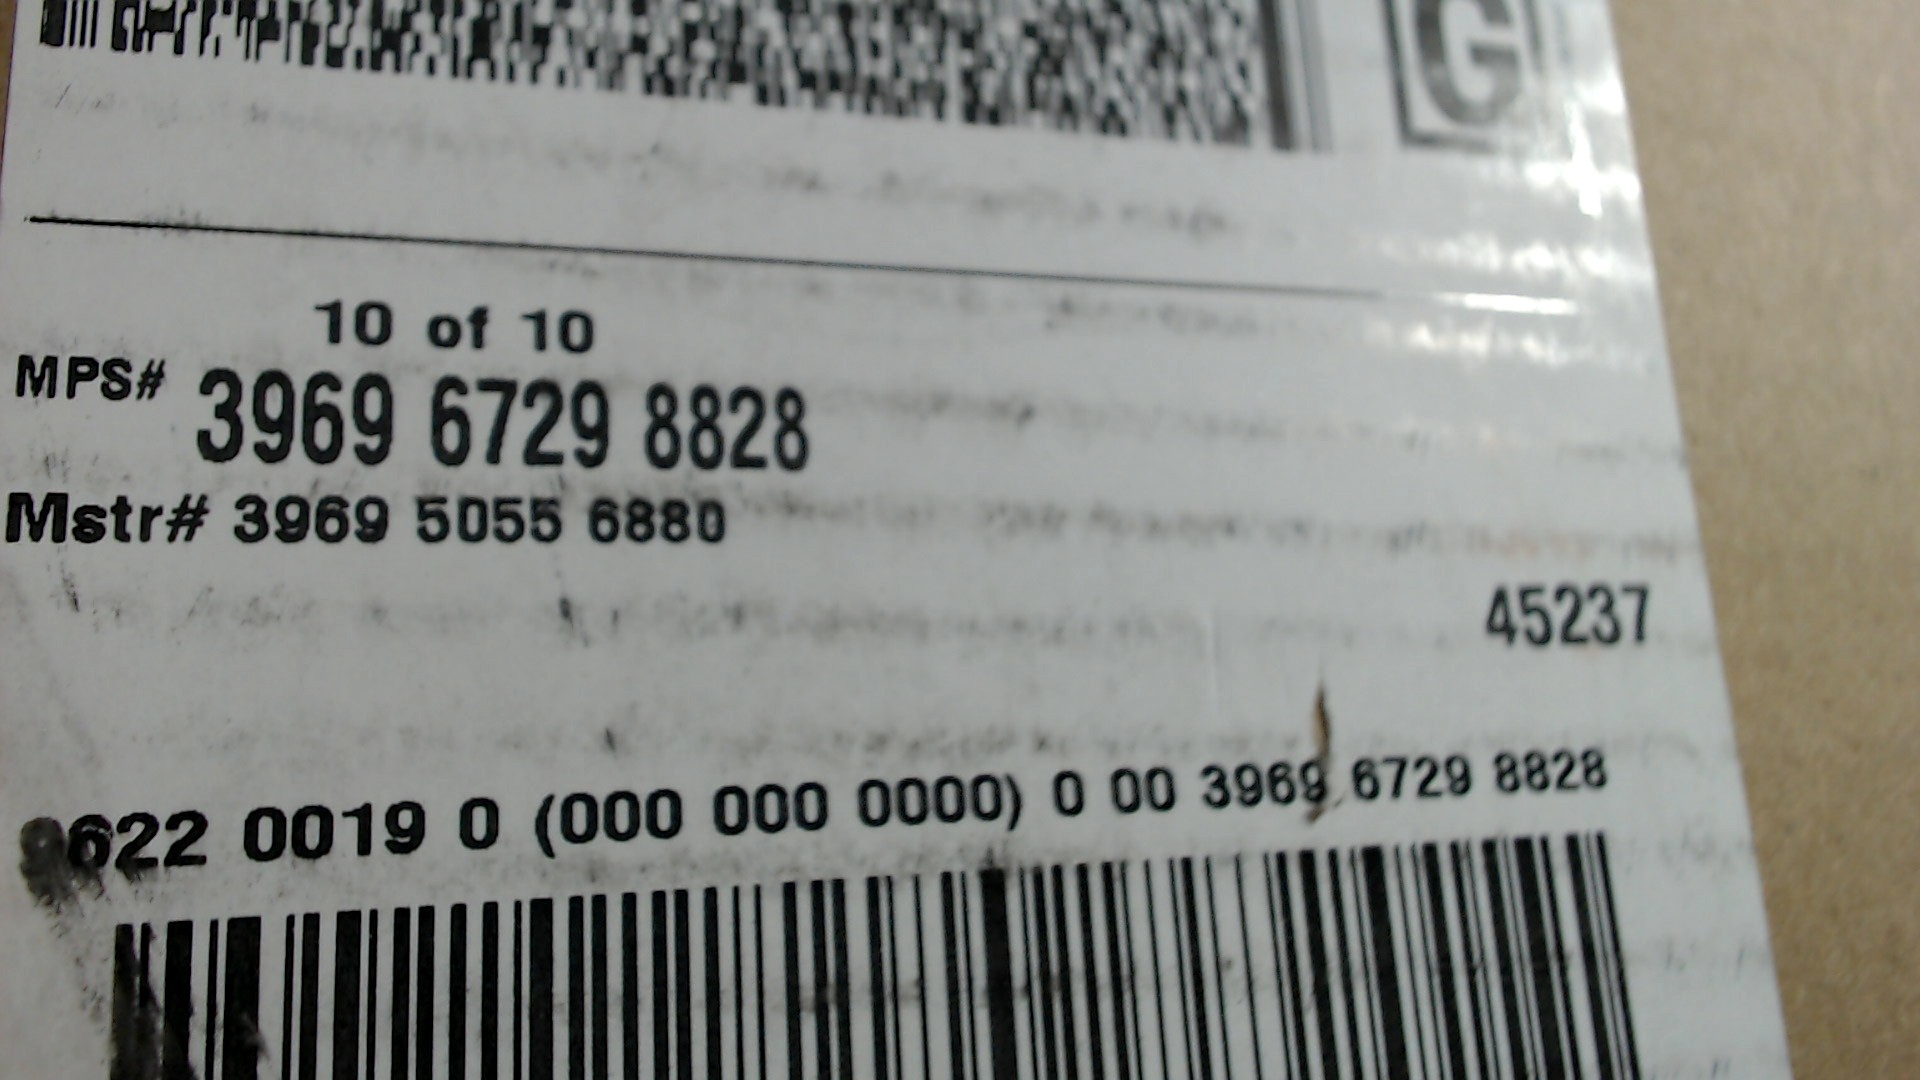 G
10 of 10
MPS# 3969 6729 8828
Mstr# 3969 5055 6880
45237
9622 0019 0 (000 000 0000) 0 00 3969 6729 8828